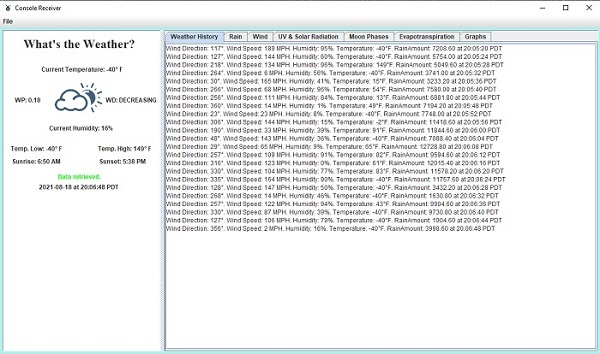 Console Receiver
File
What's the Weather?
Current Temperature: -40° F
WP: 0.18
WD: DECREASING
Current Humidity: 16%
Temp. Low: -40° F
Temp. High: 149° F
Sunrise: 6:50 AM
Sunset: 5:38 PM
Data retrieved.
2021-08-18 at 20:06:48 PDT
Weather History
Rain
Wind
UV & Solar Radiation
Moon Phases
Evapotranspiration
Graphs
Wind Direction: 117°. Wind Speed: 189 MPH. Humidity: 95%. Temperature: -40°F. RainAmount: 7208.60 at 20:05:20 PDT
Wind Direction: 127°. Wind Speed: 144 MPH. Humidity: 60%. Temperature: -40°F. RainAmount: 5754.00 at 20:05:24 PDT
Wind Direction: 218°. Wind Speed: 134 MPH. Humidity: 96%. Temperature: 149°F. RainAmount: 5049.60 at 20:05:28 PDT
Wind Direction: 264°. Wind Speed: 6 MPH. Humidity: 56%. Temperature: -40°F. RainAmount: 3741.00 at 20:05:32 PDT
Wind Direction: 30°. Wind Speed: 165 MPH. Humidity: 41%. Temperature: 15°F. RainAmount: 3233.20 at 20:05:36 PDT
Wind Direction: 266°. Wind Speed: 68 MPH. Humidity: 96%. Temperature: 54°F. RainAmount: 7580.00 at 20:05:40 PDT
Wind Direction: 256°. Wind Speed: 111 MPH. Humidity: 84%. Temperature: 13°F. RainAmount: 6881.00 at 20:05:44 PDT
Wind Direction: 360°. Wind Speed: 14 MPH. Humidity: 1%. Temperature: 49°F. RainAmount: 7194.20 at 20:05:48 PDT
Wind Direction: 23°. Wind Speed: 23 MPH. Humidity: 8%. Temperature: -40°F. RainAmount: 7748.00 at 20:05:52 PDT
Wind Direction: 306°. Wind Speed: 144 MPH. Humidity: 15%. Temperature: -2°F. RainAmount: 11418.60 at 20:05:56 PDT
Wind Direction: 190°. Wind Speed: 33 MPH. Humidity: 39%. Temperature: 91°F. RainAmount: 11844.60 at 20:06:00 PDT
Wind Direction: 48°. Wind Speed: 143 MPH. Humidity: 36%. Temperature: -40°F. RainAmount: 7888.40 at 20:06:04 PDT
Wind Direction: 29°. Wind Speed: 65 MPH. Humidity: 9%. Temperature: 65°F. RainAmount: 12728.80 at 20:06:08 PDT
Wind Direction: 257°. Wind Speed: 109 MPH. Humidity: 91%. Temperature: 82°F. RainAmount: 9594.60 at 20:06:12 PDT
Wind Direction: 316°. Wind Speed: 123 MPH. Humidity: 0%. Temperature: 61°F. RainAmount: 12015.40 at 20:06:16 PDT
Wind Direction: 330°. Wind Speed: 104 MPH. Humidity: 77%. Temperature: 83°F. RainAmount: 11578.20 at 20:06:20 PDT
Wind Direction: 335°. Wind Speed: 164 MPH. Humidity: 90%. Temperature: -40°F. RainAmount: 11757.60 at 20:06:24 PDT
Wind Direction: 128°. Wind Speed: 147 MPH. Humidity: 50%. Temperature: -40°F. RainAmount: 3432.20 at 20:06:28 PDT
Wind Direction: 268°. Wind Speed: 14 MPH. Humidity: 45%. Temperature: -40°F. RainAmount: 1630.80 at 20:06:32 PDT
Wind Direction: 257°. Wind Speed: 122 MPH. Humidity: 94%. Temperature: 43°F. RainAmount: 9904.60 at 20:06:36 PDT
Wind Direction: 330°. Wind Speed: 87 MPH. Humidity: 39%. Temperature: -40°F. RainAmount: 9730.80 at 20:06:40 PDT
Wind Direction: 127°. Wind Speed: 196 MPH. Humidity: 79%. Temperature: -40°F. RainAmount: 1904.60 at 20:06:44 PDT
Wind Direction: 356°. Wind Speed: 2 MPH. Humidity: 16%. Temperature: -40°F. RainAmount: 3998.60 at 20:06:48 PDT